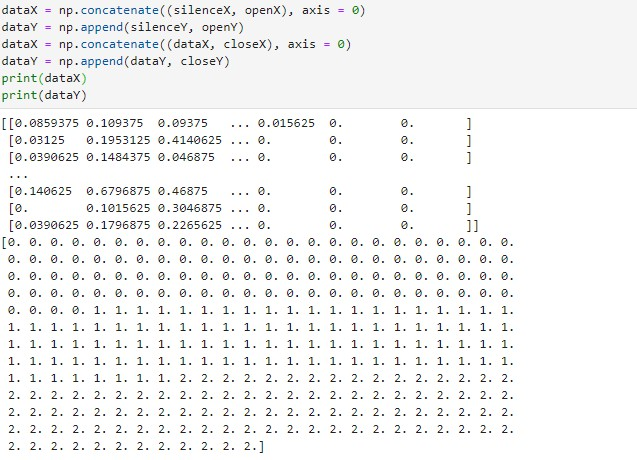 dataX = np.concatenate((silenceX, openX), axis = 0)
dataY = np.append(silenceY, openY)
dataX = np.concatenate((dataX, closeX), axis = 0)
dataY = np.append(dataY, closeY)
print(dataX)
print(dataY)
[[0.0859375 0.109375  0.09375   ... 0.015625  0.        0.       ]
 [0.03125   0.1953125 0.4140625 ... 0.        0.        0.       ]
 [0.0390625 0.1484375 0.046875  ... 0.        0.        0.       ]
 ...
 [0.140625  0.6796875 0.46875   ... 0.        0.        0.       ]
 [0.        0.1015625 0.3046875 ... 0.        0.        0.       ]
 [0.0390625 0.1796875 0.2265625 ... 0.        0.        0.       ]]
[0. 0. 0. 0. 0. 0. 0. 0. 0. 0. 0. 0. 0. 0. 0. 0. 0. 0. 0. 0. 0. 0. 0. 0.
 0. 0. 0. 0. 0. 0. 0. 0. 0. 0. 0. 0. 0. 0. 0. 0. 0. 0. 0. 0. 0. 0. 0. 0.
 0. 0. 0. 0. 0. 0. 0. 0. 0. 0. 0. 0. 0. 0. 0. 0. 0. 0. 0. 0. 0. 0. 0. 0.
 0. 0. 0. 0. 0. 0. 0. 0. 0. 0. 0. 0. 0. 0. 0. 0. 0. 0. 0. 0. 0. 0. 0. 0.
 0. 0. 0. 0. 1. 1. 1. 1. 1. 1. 1. 1. 1. 1. 1. 1. 1. 1. 1. 1. 1. 1. 1. 1.
 1. 1. 1. 1. 1. 1. 1. 1. 1. 1. 1. 1. 1. 1. 1. 1. 1. 1. 1. 1. 1. 1. 1. 1.
 1. 1. 1. 1. 1. 1. 1. 1. 1. 1. 1. 1. 1. 1. 1. 1. 1. 1. 1. 1. 1. 1. 1. 1.
 1. 1. 1. 1. 1. 1. 1. 1. 1. 1. 1. 1. 1. 1. 1. 1. 1. 1. 1. 1. 1. 1. 1. 1.
 1. 1. 1. 1. 1. 1. 1. 1. 2. 2. 2. 2. 2. 2. 2. 2. 2. 2. 2. 2. 2. 2. 2. 2.
 2. 2. 2. 2. 2. 2. 2. 2. 2. 2. 2. 2. 2. 2. 2. 2. 2. 2. 2. 2. 2. 2. 2. 2.
 2. 2. 2. 2. 2. 2. 2. 2. 2. 2. 2. 2. 2. 2. 2. 2. 2. 2. 2. 2. 2. 2. 2. 2.
 2. 2. 2. 2. 2. 2. 2. 2. 2. 2. 2. 2. 2. 2. 2. 2. 2. 2. 2. 2. 2. 2. 2. 2.
 2. 2. 2. 2. 2. 2. 2. 2. 2. 2. 2. 2.]